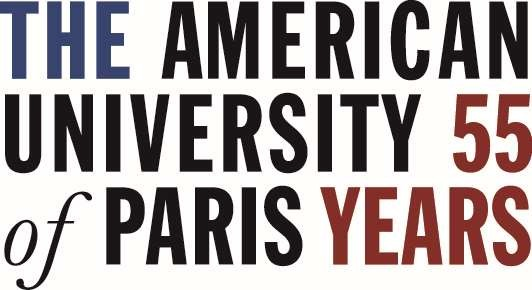 THE AMERICAN
UNIVERSITY 55
of PARIS YEARS